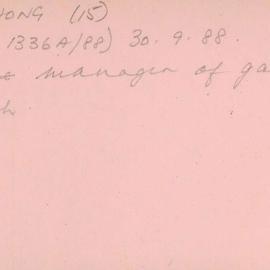 HONG (15)
1336A/88) 30.9.88.
manager of ga
h